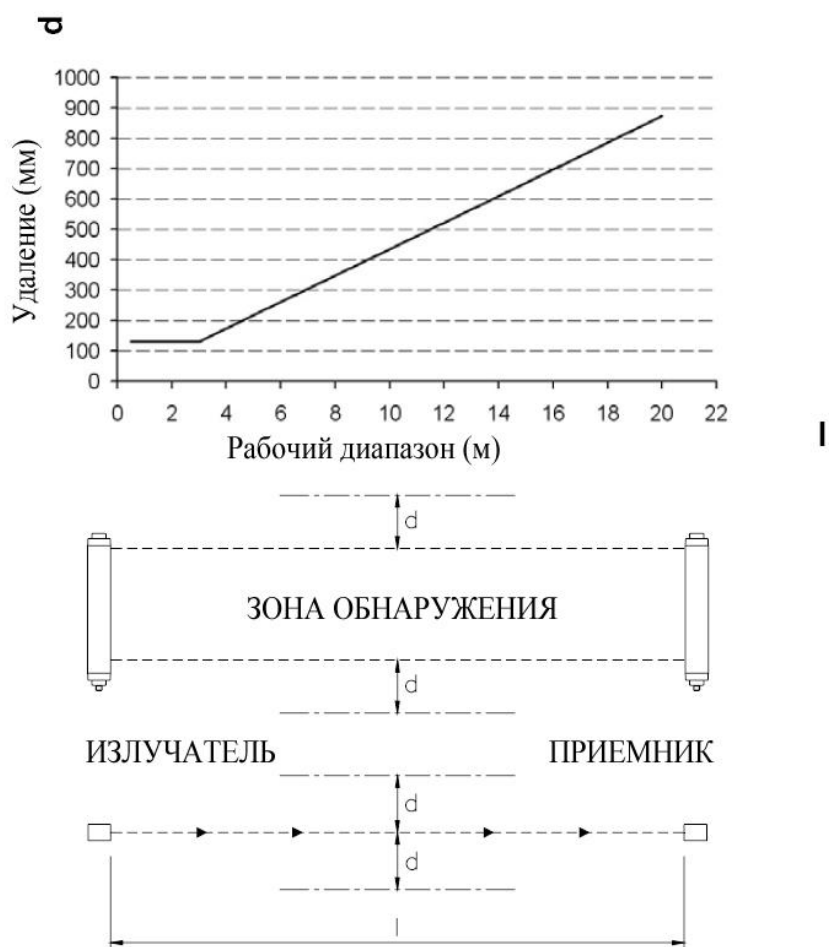 d
1000
900
800
700
600
500
400
300
200
100
0
Удаление (мм)
0 2 4 6 8 10 12 14 16 18 20 22
Рабочий диапазон (м)
l
d
ЗОНА ОБНАРУЖЕНИЯ
d
ИЗЛУЧАТЕЛЬ ПРИЕМНИК
d
d
l